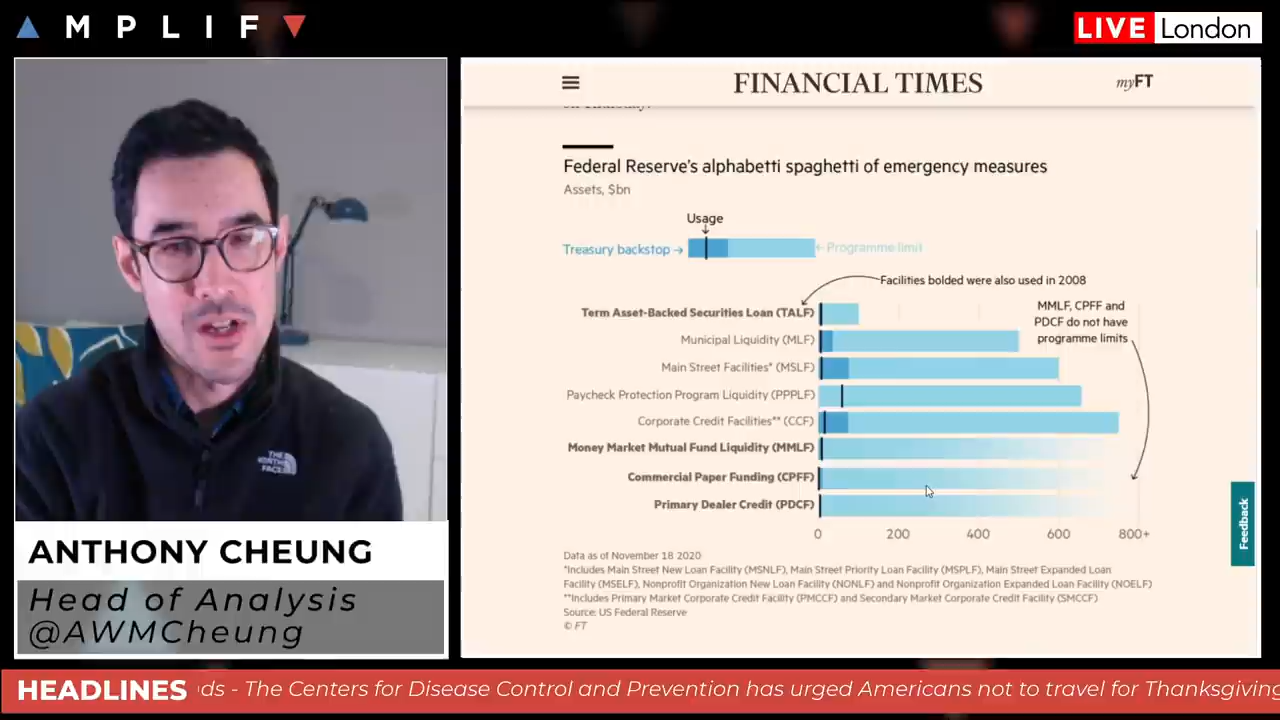 AMPLIFY
LIVE London
FINANCIAL TIMES
myFT
Federal Reserve's alphabetti spaghetti of emergency measures
Assets, $bn
Usage
Treasury backstop →
← Programme limit
Facilities bolded were also used in 2008
MMLF, CPFF and
PDCF do not have
programme limits
Term Asset-Backed Securities Loan (TALF)
Municipal Liquidity (MLF)
Main Street Facilities* (MSLF)
Paycheck Protection Program Liquidity (PPPLF)
Corporate Credit Facilities** (CCF)
Money Market Mutual Fund Liquidity (MMLF)
Commercial Paper Funding (CPFF)
Primary Dealer Credit (PDCF)
0 200 400 600 800+
Data as of November 18 2020
*Includes Main Street New Loan Facility (MSNLF), Main Street Priority Loan Facility (MSPLF), Main Street Expanded Loan
Facility (MSELF), Nonprofit Organization New Loan Facility (NONLF) and Nonprofit Organization Expanded Loan Facility (NOELF)
**Includes Primary Market Corporate Credit Facility (PMCCF) and Secondary Market Corporate Credit Facility (SMCCF)
Source: US Federal Reserve
© FT
Feedback
THE
NORTH
FACE
ANTHONY CHEUNG
Head of Analysis
@AWMCheung
HEADLINES ds - The Centers for Disease Control and Prevention has urged Americans not to travel for Thanksgiving